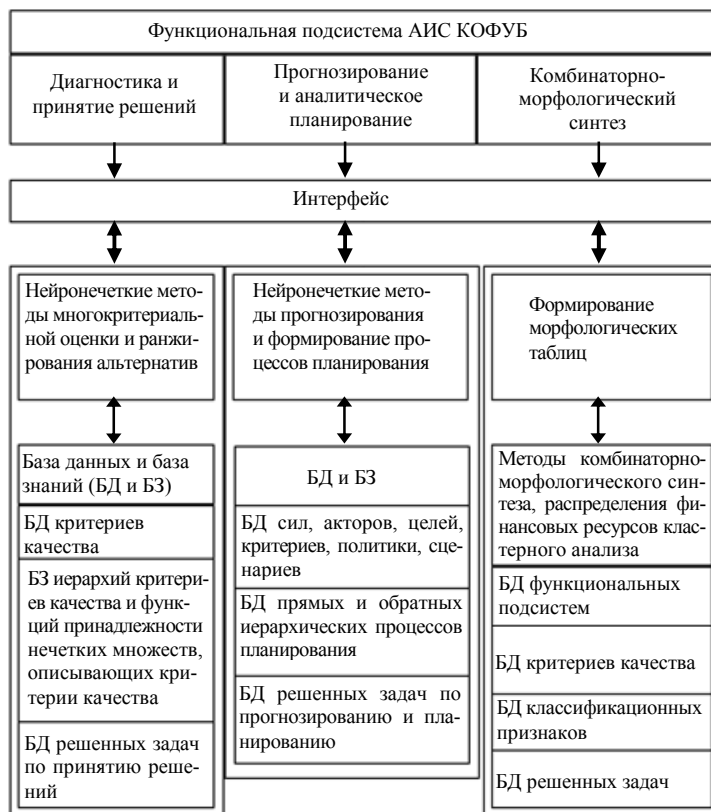 Функциональная подсистема АИС КОФУБ
Диагностика и
принятие решений
Прогнозирование
и аналитическое
планирование
Комбинаторно-
морфологический
синтез
Интерфейс
Нейронечеткие мето-
ды многокритериаль-
ной оценки и ранжи-
рования альтернатив
База данных и база
знаний (БД и БЗ)
БД критериев
качества
БЗ иерархий критери-
ев качества и функ-
ций принадлежности
нечетких множеств,
описывающих кри-
терии качества
БД решенных задач
по принятию реше-
ний
Нейронечеткие мето-
ды прогнозирования
и формирование про-
цессов планирования
БД и БЗ
БД сил, акторов, целей,
критериев, политики, сце-
нариев
БД прямых и обратных
иерархических процессов
планирования
БД решенных задач по
прогнозированию и пла-
нированию
Формирование
морфологических
таблиц
Методы комбинаторно-
морфологического син-
теза, распределения фи-
нансовых ресурсов клас-
терного анализа
БД функциональных
подсистем
БД критериев качества
БД классификационных
признаков
БД решенных задач